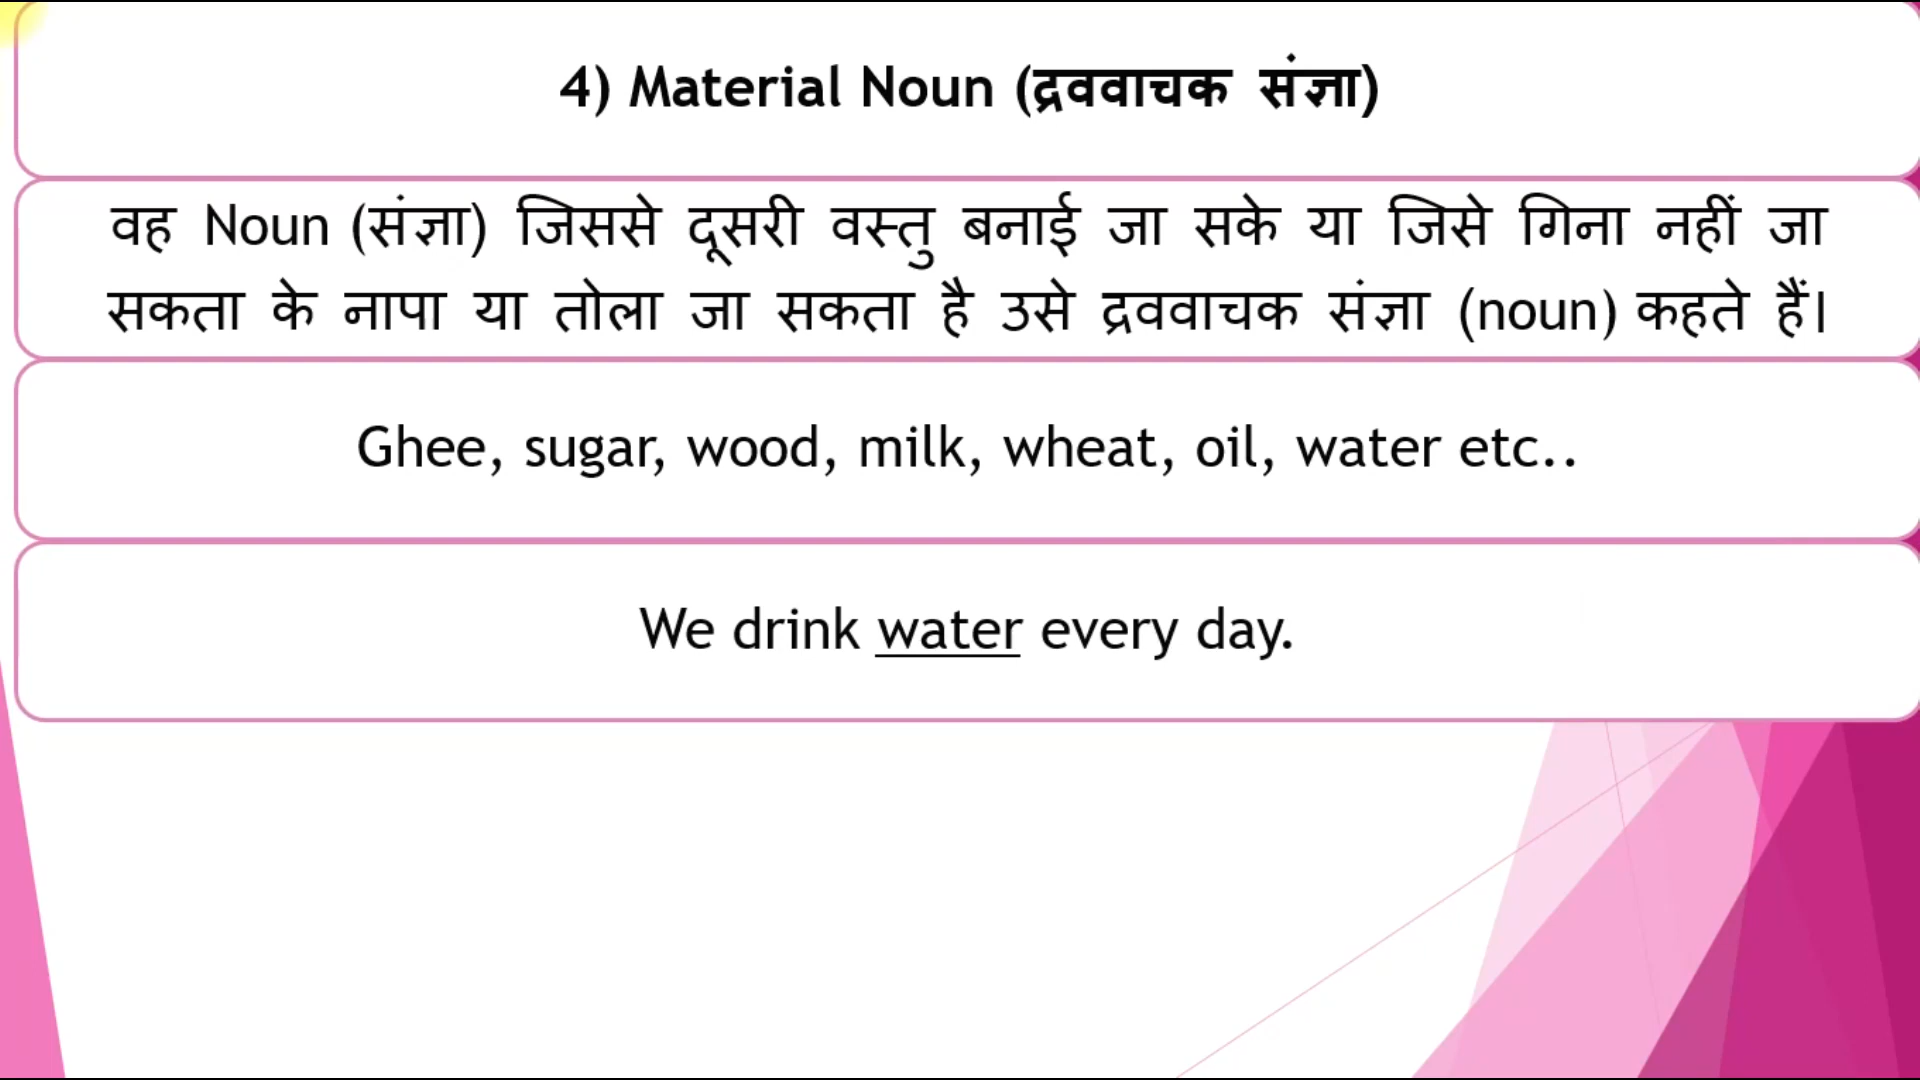 4) Material Noun (द्रववाचक संज्ञा)
वह Noun (संज्ञा) जिससे दूसरी वस्तु बनाई जा सके या जिसे गिना नहीं जा
सकता के नापा या तोला जा सकता है उसे द्रववाचक संज्ञा (noun) कहते हैं।
Ghee, sugar, wood, milk, wheat, oil, water etc..
We drink water every day.